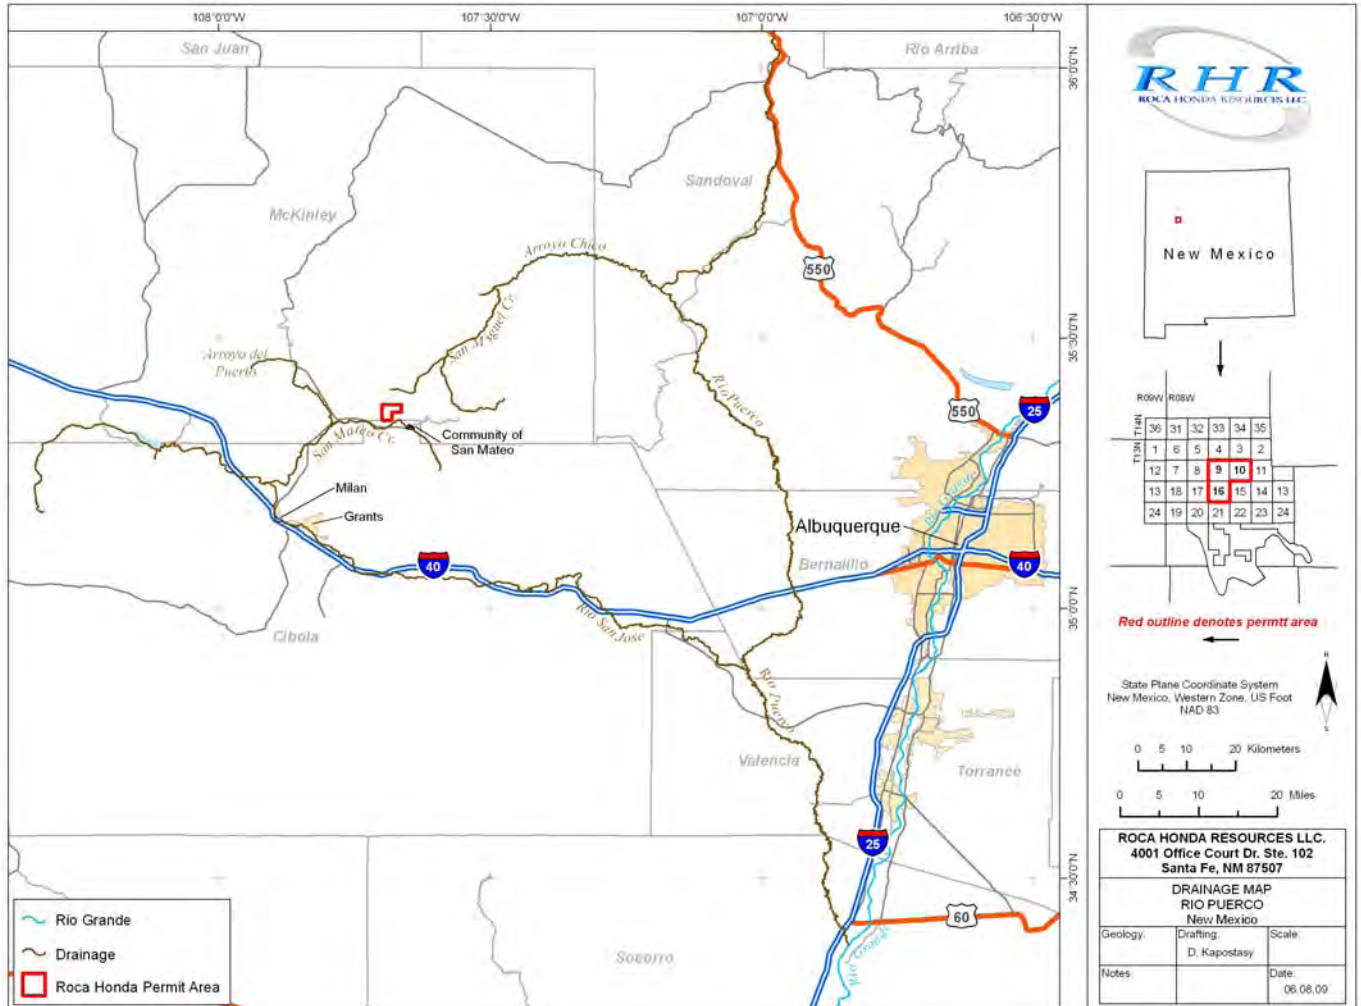 108°0'0"W
107°30'0"W
107°0'0"W
106°30'0"W
San Juan
Rio Arriba
36°0'0"N
Sandoval
McKinley
Arroyo Chico
550
San Miguel Cr.
35°30'0"N
Arroyo del
Puerto
Rio Puerco
550
25
San Mateo Cr.
Community of
San Mateo
Milan
Grants
Rio Grande
Albuquerque
40
Bernalillo
40
35°0'0"N
Rio San Jose
Cibola
Rio Puerco
Valencia
Torrance
25
34°30'0"N
60
Rio Grande
Socorro
Rio Grande
Drainage
Roca Honda Permit Area
RHR
ROCA HONDA RESOURCES LLC
New Mexico
R09W R08W
T14N
36 31 32 33 34 35
T13N
1 6 5 4 3 2
12 7 8 9 10 11
13 18 17 16 15 14 13
24 19 20 21 22 23 24
Red outline denotes permtt area
N
S
State Plane Coordinate System
New Mexico, Western Zone, US Foot
NAD 83
0 5 10 20 Kilometers
0 5 10 20 Miles
ROCA HONDA RESOURCES LLC.
4001 Office Court Dr. Ste. 102
Santa Fe, NM 87507
DRAINAGE MAP
RIO PUERCO
New Mexico
Geology: Drafting: Scale:
D. Kapostasy
Notes Date:
06.08.09